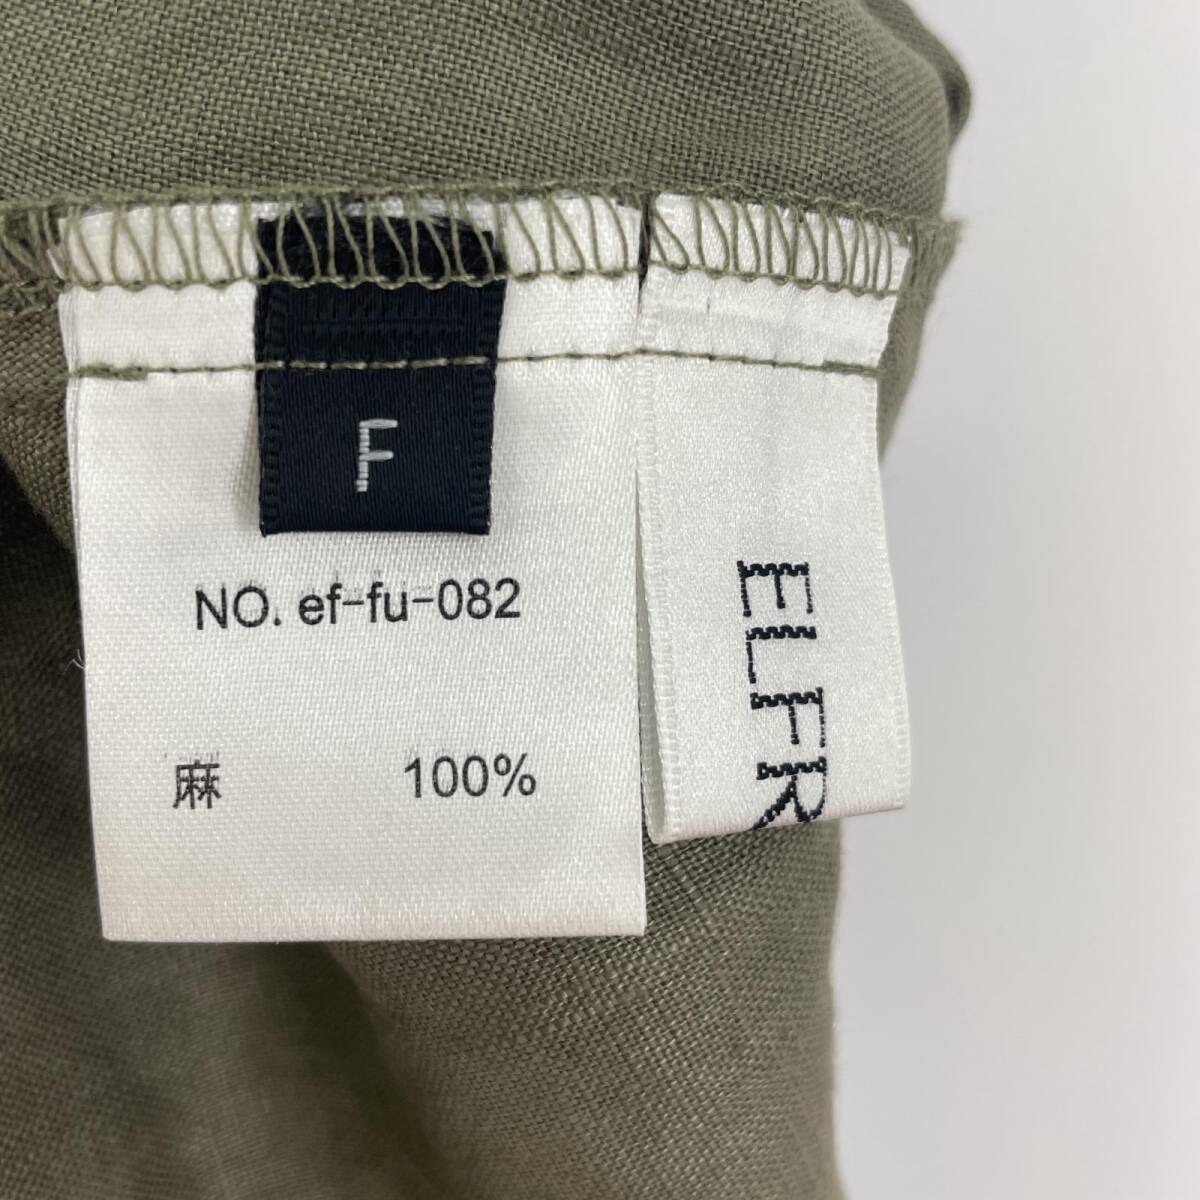 F
NO. ef-fu-082
麻 100%
ELFR